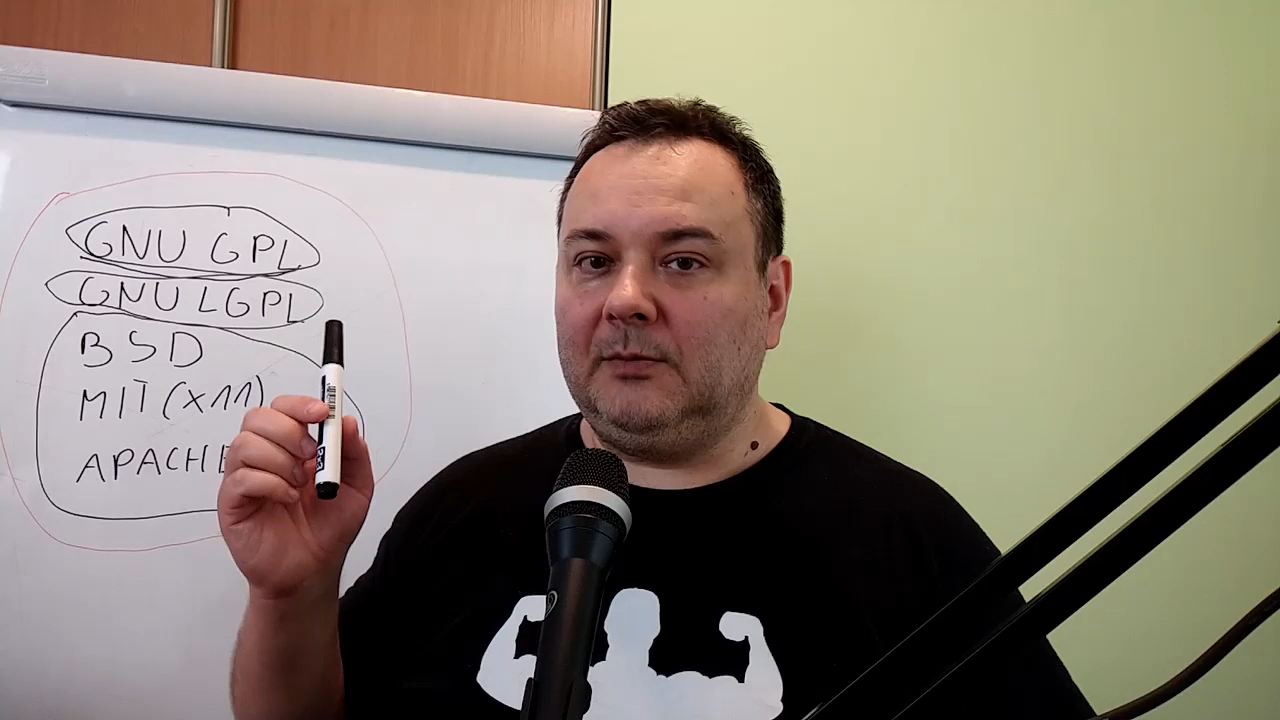 GNU GPL
GNU LGPL
BSD
MIT (X11)
APACHE